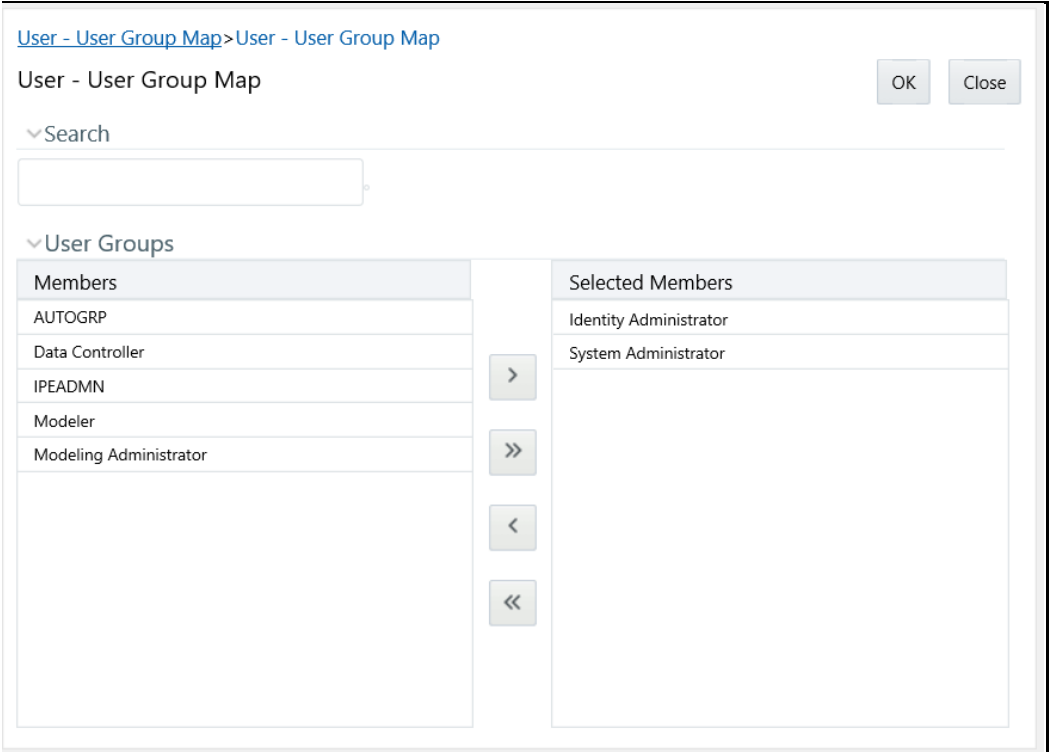 User - User Group Map>User - User Group Map
User - User Group Map
OK
Close
Search
User Groups
Members
AUTOGRP
Data Controller
IPEADMN
Modeler
Modeling Administrator
Selected Members
Identity Administrator
System Administrator